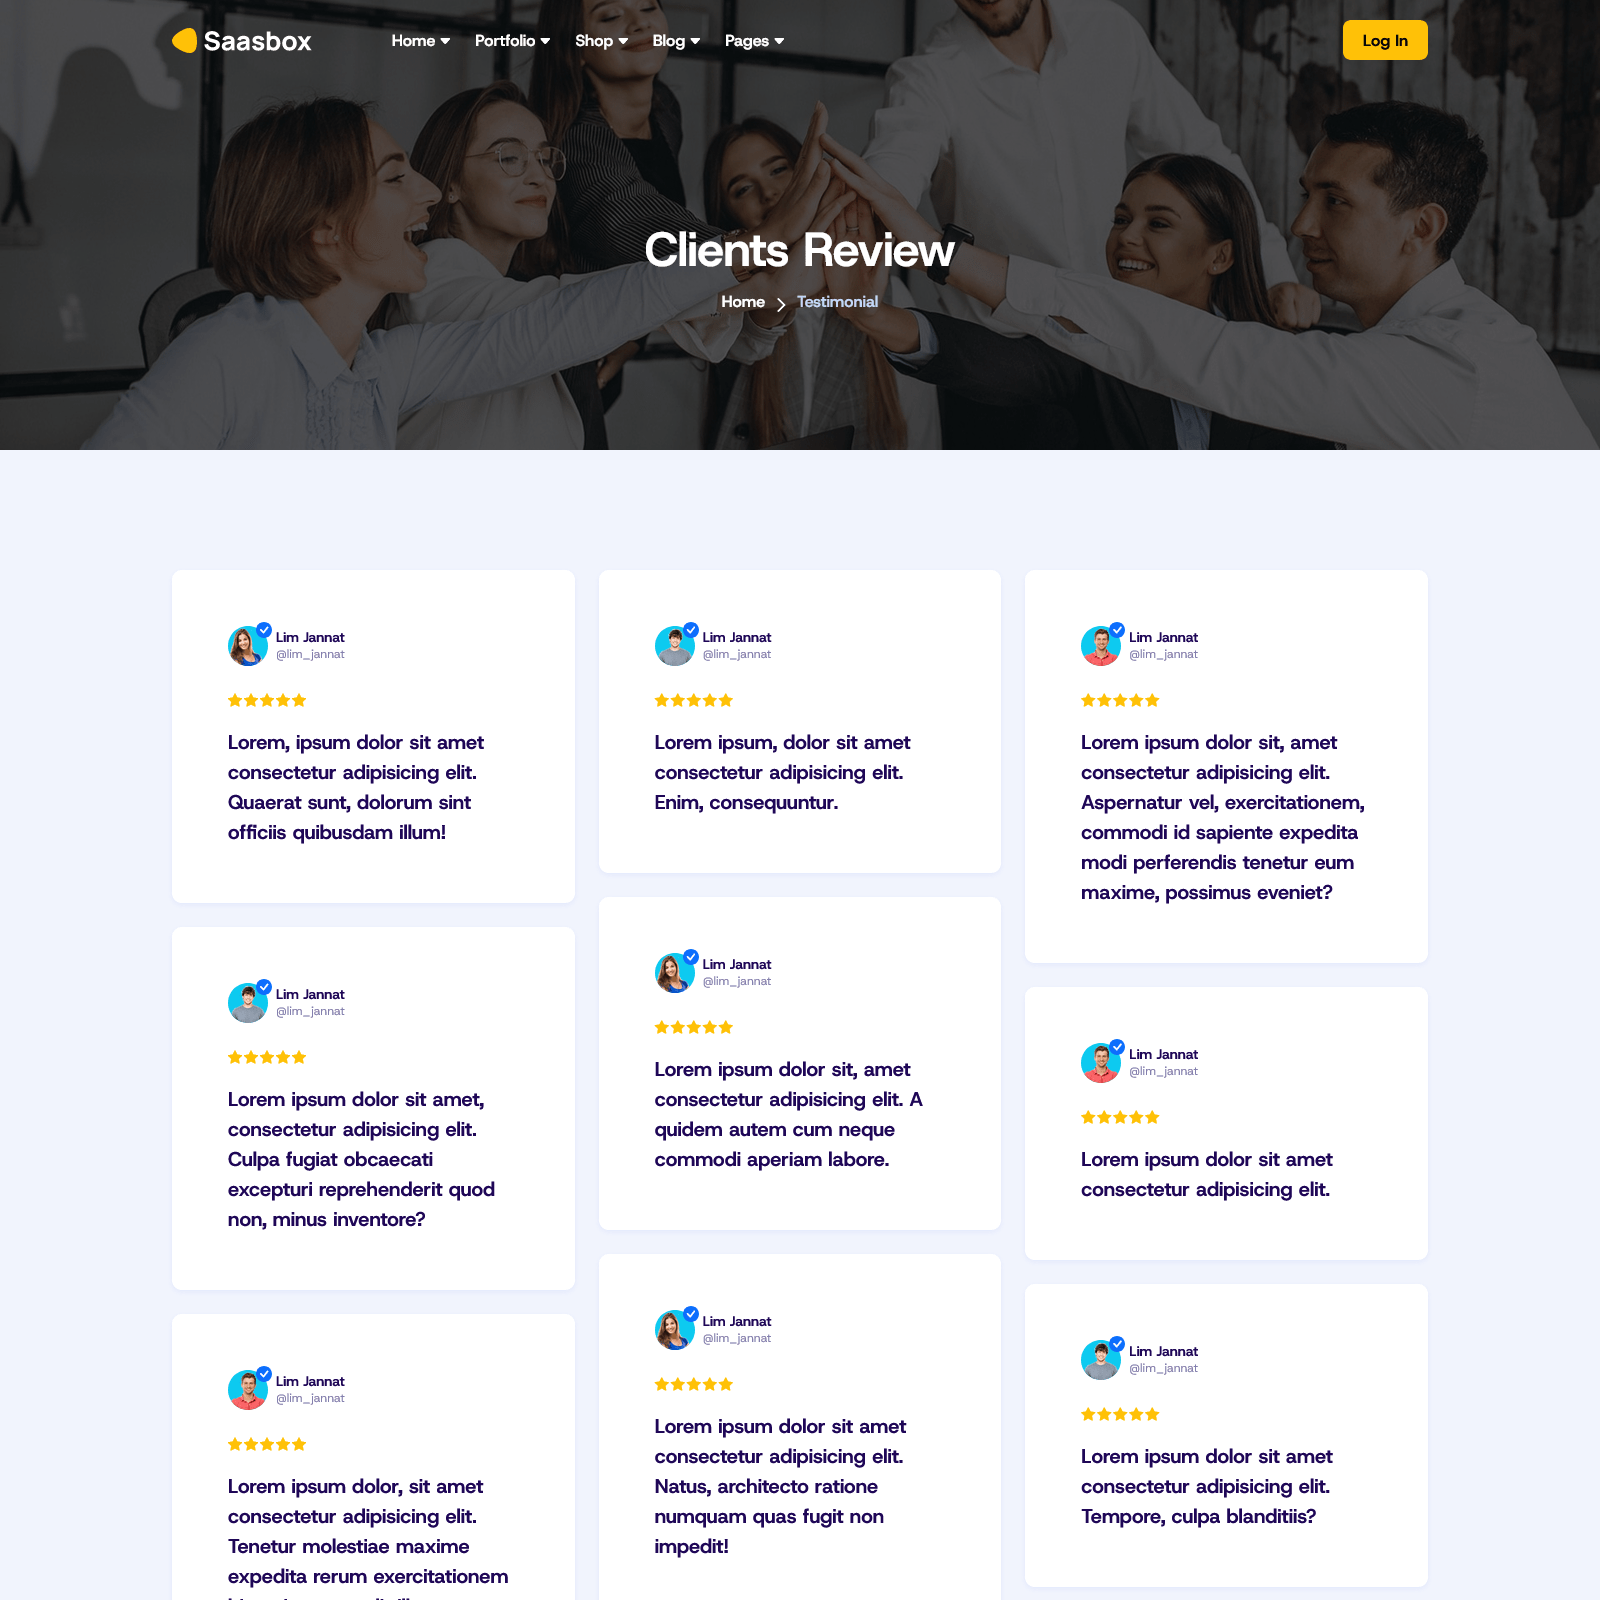 Saasbox
Home
Portfolio
Shop
Blog
Pages
Log In
Clients Review
Home
Testimonial
Lim Jannat
@lim_jannat
Lorem, ipsum dolor sit amet
consectetur adipisicing elit.
Quaerat sunt, dolorum sint
officiis quibusdam illum!
Lim Jannat
@lim_jannat
Lorem ipsum dolor sit amet,
consectetur adipisicing elit.
Culpa fugiat obcaecati
excepturi reprehenderit quod
non, minus inventore?
Lim Jannat
@lim_jannat
Lorem ipsum dolor, sit amet
consectetur adipisicing elit.
Tenetur molestiae maxime
expedita rerum exercitationem
Lim Jannat
@lim_jannat
Lorem ipsum, dolor sit amet
consectetur adipisicing elit.
Enim, consequuntur.
Lim Jannat
@lim_jannat
Lorem ipsum dolor sit, amet
consectetur adipisicing elit. A
quidem autem cum neque
commodi aperiam labore.
Lim Jannat
@lim_jannat
Lorem ipsum dolor sit amet
consectetur adipisicing elit.
Natus, architecto ratione
numquam quas fugit non
impedit!
Lim Jannat
@lim_jannat
Lorem ipsum dolor sit, amet
consectetur adipisicing elit.
Aspernatur vel, exercitationem,
commodi id sapiente expedita
modi perferendis tenetur eum
maxime, possimus eveniet?
Lim Jannat
@lim_jannat
Lorem ipsum dolor sit amet
consectetur adipisicing elit.
Lim Jannat
@lim_jannat
Lorem ipsum dolor sit amet
consectetur adipisicing elit.
Tempore, culpa blanditiis?